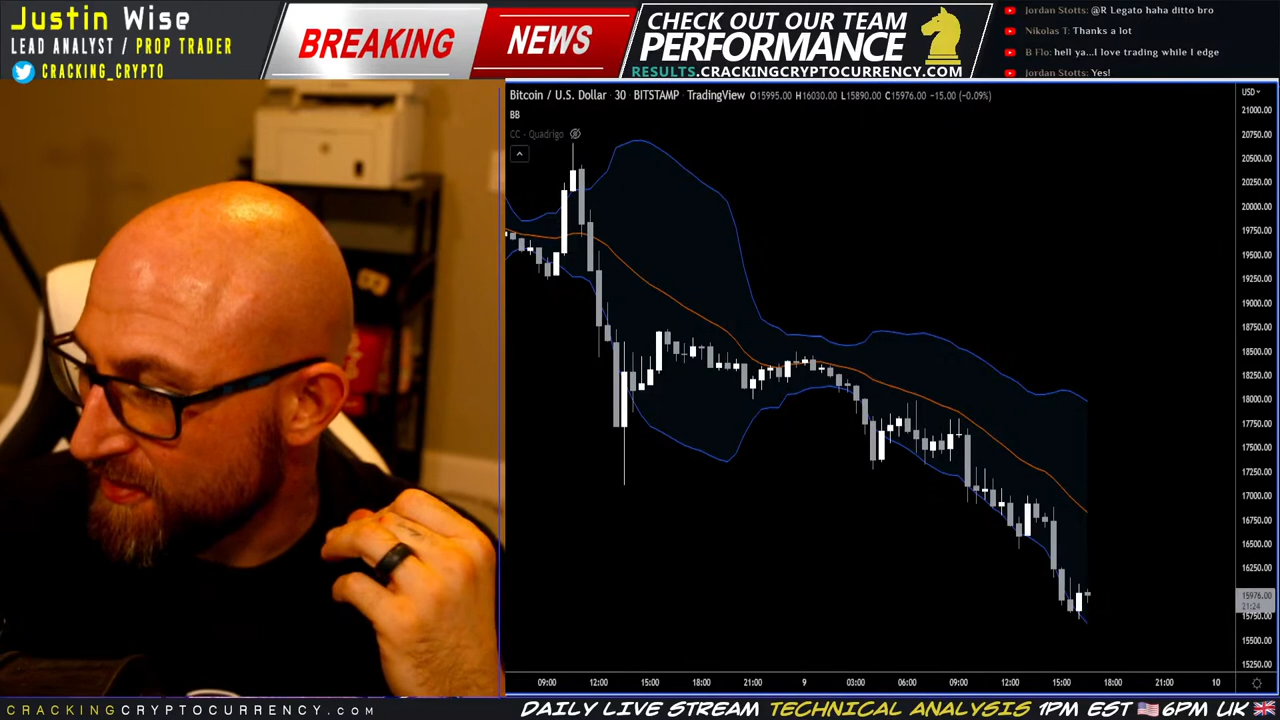 Justin Wise
LEAD ANALYST / PROP TRADER
CRACKING_CRYPTO
BREAKING
NEWS
CHECK OUT OUR TEAM
PERFORMANCE
RESULTS.CRACKINGCRYPTOCURRENCY.COM
Jordan Stotts: @R Legato haha ditto bro
Nikolas T: Thanks a lot
B Flo: hell ya...I love trading while I edge
Jordan Stotts: Yes!
Bitcoin / U.S. Dollar · 30 · BITSTAMP · TradingView O15995.00 H16030.00 L15890.00 C15976.00 -15.00 (-0.09%)
BB
CC - Quadrigo
USD
21000.00
20750.00
20500.00
20250.00
20000.00
19750.00
19500.00
19250.00
19000.00
18750.00
18500.00
18250.00
18000.00
17750.00
17500.00
17250.00
17000.00
16750.00
16500.00
16250.00
15976.00
21:24
15750.00
15500.00
15250.00
09:00 12:00 15:00 18:00 21:00 9 03:00 06:00 09:00 12:00 15:00 18:00 21:00 10
CRACKINGCRYPTOCURRENCY.COM
DAILY LIVE STREAM TECHNICAL ANALYSIS 1PM EST 6PM UK